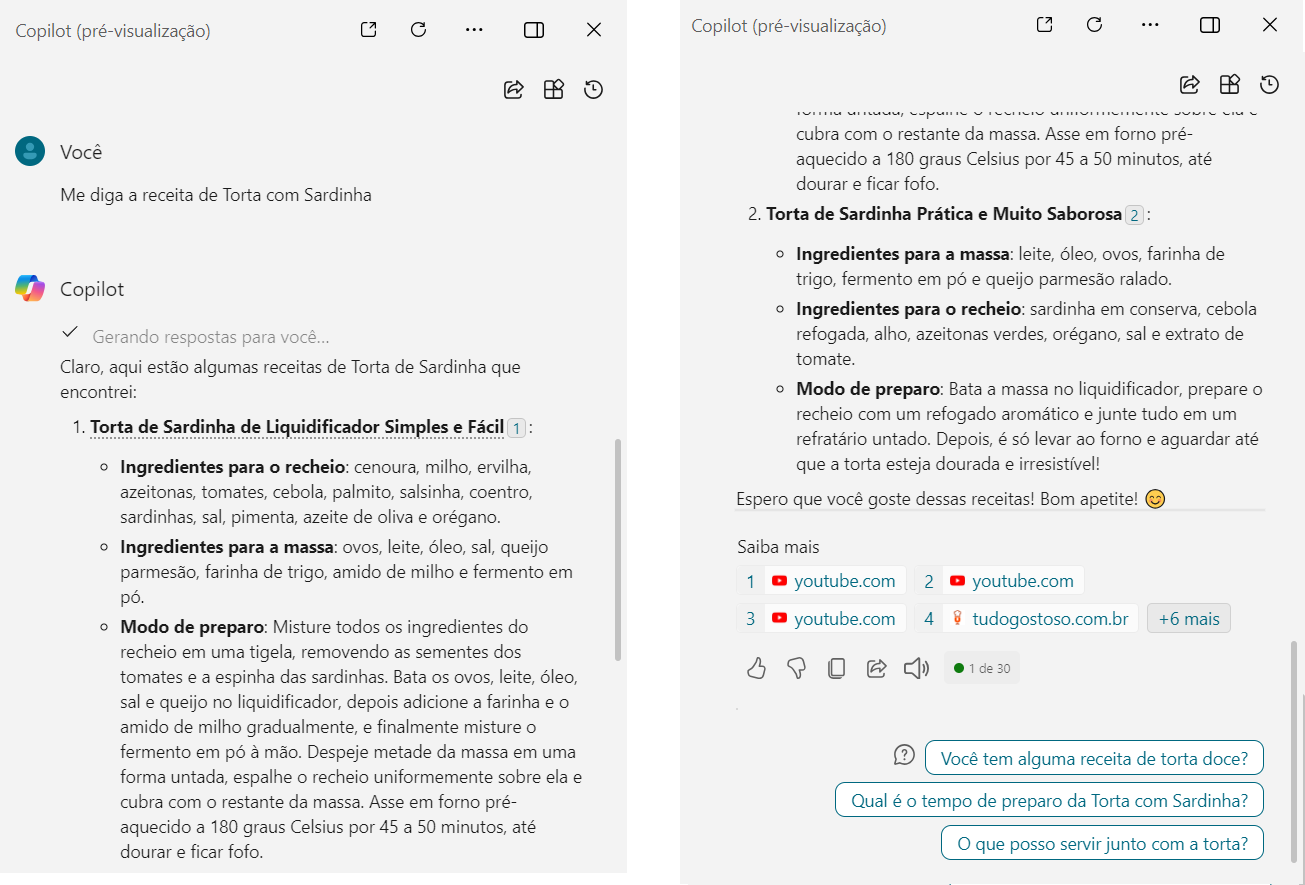 Copilot (pré-visualização)
Você
Me diga a receita de Torta com Sardinha
Copilot
Gerando respostas para você...
Claro, aqui estão algumas receitas de Torta de Sardinha que
encontrei:
1. Torta de Sardinha de Liquidificador Simples e Fácil 1 :
Ingredientes para o recheio: cenoura, milho, ervilha,
azeitonas, tomates, cebola, palmito, salsinha, coentro,
sardinhas, sal, pimenta, azeite de oliva e orégano.
Ingredientes para a massa: ovos, leite, óleo, sal, queijo
parmesão, farinha de trigo, amido de milho e fermento em
pó.
Modo de preparo: Misture todos os ingredientes do
recheio em uma tigela, removendo as sementes dos
tomates e a espinha das sardinhas. Bata os ovos, leite, óleo,
sal e queijo no liquidificador, depois adicione a farinha e o
amido de milho gradualmente, e finalmente misture o
fermento em pó à mão. Despeje metade da massa em uma
forma untada, espalhe o recheio uniformemente sobre ela e
cubra com o restante da massa. Asse em forno pré-
aquecido a 180 graus Celsius por 45 a 50 minutos, até
dourar e ficar fofo.
Copilot (pré-visualização)
forma untada, espalhe o recheio uniformemente sobre ela e
cubra com o restante da massa. Asse em forno pré-
aquecido a 180 graus Celsius por 45 a 50 minutos, até
dourar e ficar fofo.
2. Torta de Sardinha Prática e Muito Saborosa 2 :
Ingredientes para a massa: leite, óleo, ovos, farinha de
trigo, fermento em pó e queijo parmesão ralado.
Ingredientes para o recheio: sardinha em conserva, cebola
refogada, alho, azeitonas verdes, orégano, sal e extrato de
tomate.
Modo de preparo: Bata a massa no liquidificador, prepare o
recheio com um refogado aromático e junte tudo em um
refratário untado. Depois, é só levar ao forno e aguardar até
que a torta esteja dourada e irresistível!
Espero que você goste dessas receitas! Bom apetite! 😊
Saiba mais
1 youtube.com 2 youtube.com
3 youtube.com 4 tudogostoso.com.br +6 mais
1 de 30
Você tem alguma receita de torta doce?
Qual é o tempo de preparo da Torta com Sardinha?
O que posso servir junto com a torta?